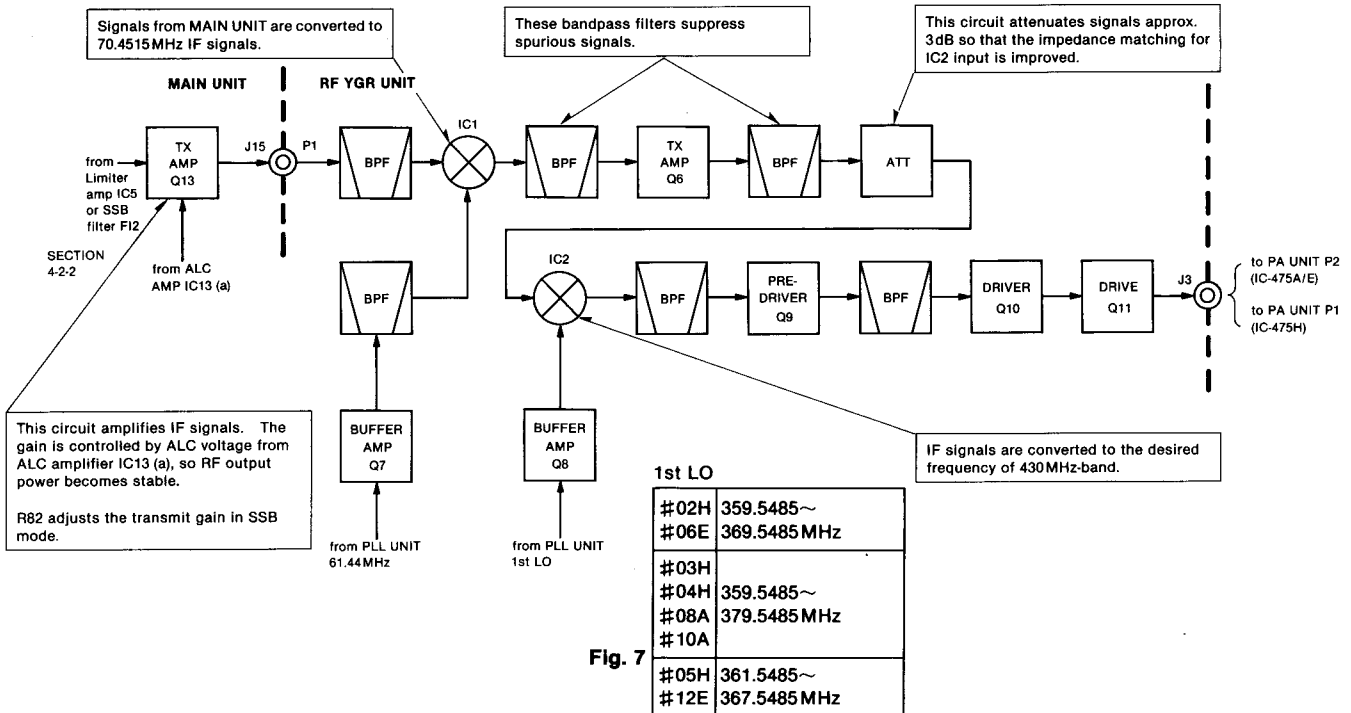 Signals from MAIN UNIT are converted to
70.4515MHz IF signals.
These bandpass filters suppress
spurious signals.
This circuit attenuates signals approx.
3dB so that the impedance matching for
IC2 input is improved.
MAIN UNIT
RF YGR UNIT
from
Limiter
amp IC5
or SSB
filter FI2
TX
AMP
Q13
J15
P1
BPF
IC1
BPF
TX
AMP
Q6
BPF
ATT
SECTION
4-2-2
from ALC
AMP IC13 (a)
BPF
IC2
BPF
PRE-
DRIVER
Q9
BPF
DRIVER
Q10
DRIVE
Q11
J3
to PA UNIT P2
(IC-475A/E)
to PA UNIT P1
(IC-475H)
This circuit amplifies IF signals. The
gain is controlled by ALC voltage from
ALC amplifier IC13 (a), so RF output
power becomes stable.
R82 adjusts the transmit gain in SSB
mode.
BUFFER
AMP
Q7
BUFFER
AMP
Q8
IF signals are converted to the desired
frequency of 430MHz-band.
from PLL UNIT
61.44MHz
from PLL UNIT
1st LO
1st LO
#02H 359.5485~
#06E 369.5485MHz
#03H
#04H 359.5485~
#08A 379.5485MHz
#10A
#05H 361.5485~
#12E 367.5485MHz
Fig. 7